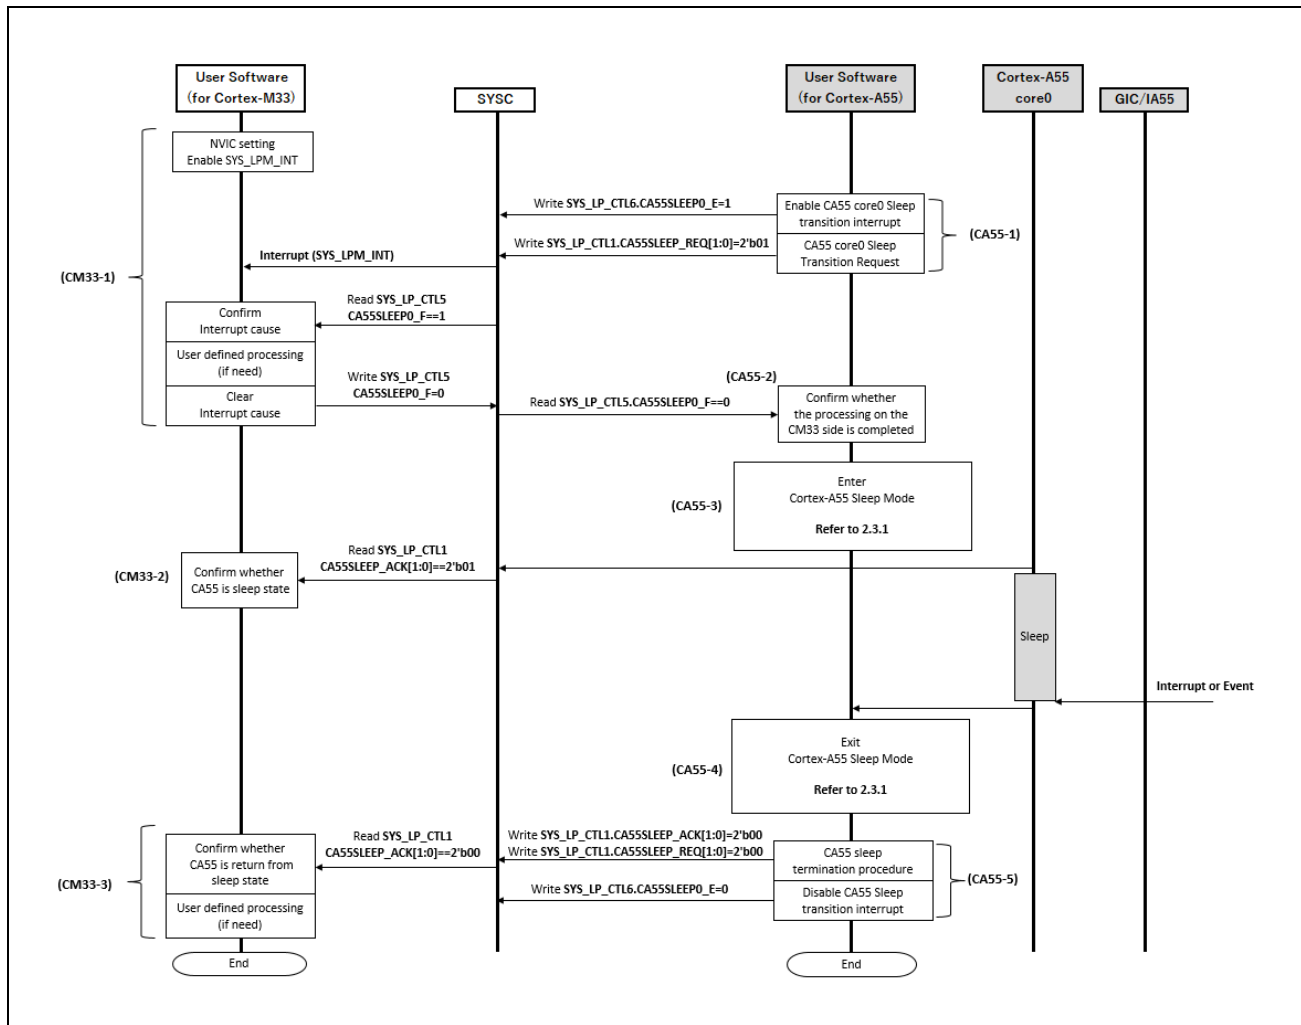 User Software
(for Cortex-M33)
SYSC
User Software
(for Cortex-A55)
Cortex-A55
core0
GIC/IA55
NVIC setting
Enable SYS_LPM_INT
Write SYS_LP_CTL6.CA55SLEEP0_E=1
Enable CA55 core0 Sleep
transition interrupt
(CA55-1)
Write SYS_LP_CTL1.CA55SLEEP_REQ[1:0]=2'b01
CA55 core0 Sleep
Transition Request
Interrupt (SYS_LPM_INT)
(CM33-1)
Read SYS_LP_CTL5
CA55SLEEP0_F==1
Confirm
Interrupt cause
User defined processing
(if need)
Write SYS_LP_CTL5
CA55SLEEP0_F=0
Clear
Interrupt cause
(CA55-2)
Read SYS_LP_CTL5.CA55SLEEP0_F==0
Confirm whether
the processing on the
CM33 side is completed
(CA55-3)
Enter
Cortex-A55 Sleep Mode
Refer to 2.3.1
Read SYS_LP_CTL1
CA55SLEEP_ACK[1:0]==2'b01
(CM33-2)
Confirm whether
CA55 is sleep state
Sleep
Interrupt or Event
(CA55-4)
Exit
Cortex-A55 Sleep Mode
Refer to 2.3.1
(CM33-3)
Confirm whether
CA55 is return from
sleep state
Read SYS_LP_CTL1
CA55SLEEP_ACK[1:0]==2'b00
Write SYS_LP_CTL1.CA55SLEEP_ACK[1:0]=2'b00
Write SYS_LP_CTL1.CA55SLEEP_REQ[1:0]=2'b00
CA55 sleep
termination procedure
(CA55-5)
User defined processing
(if need)
Write SYS_LP_CTL6.CA55SLEEP0_E=0
Disable CA55 Sleep
transition interrupt
End
End